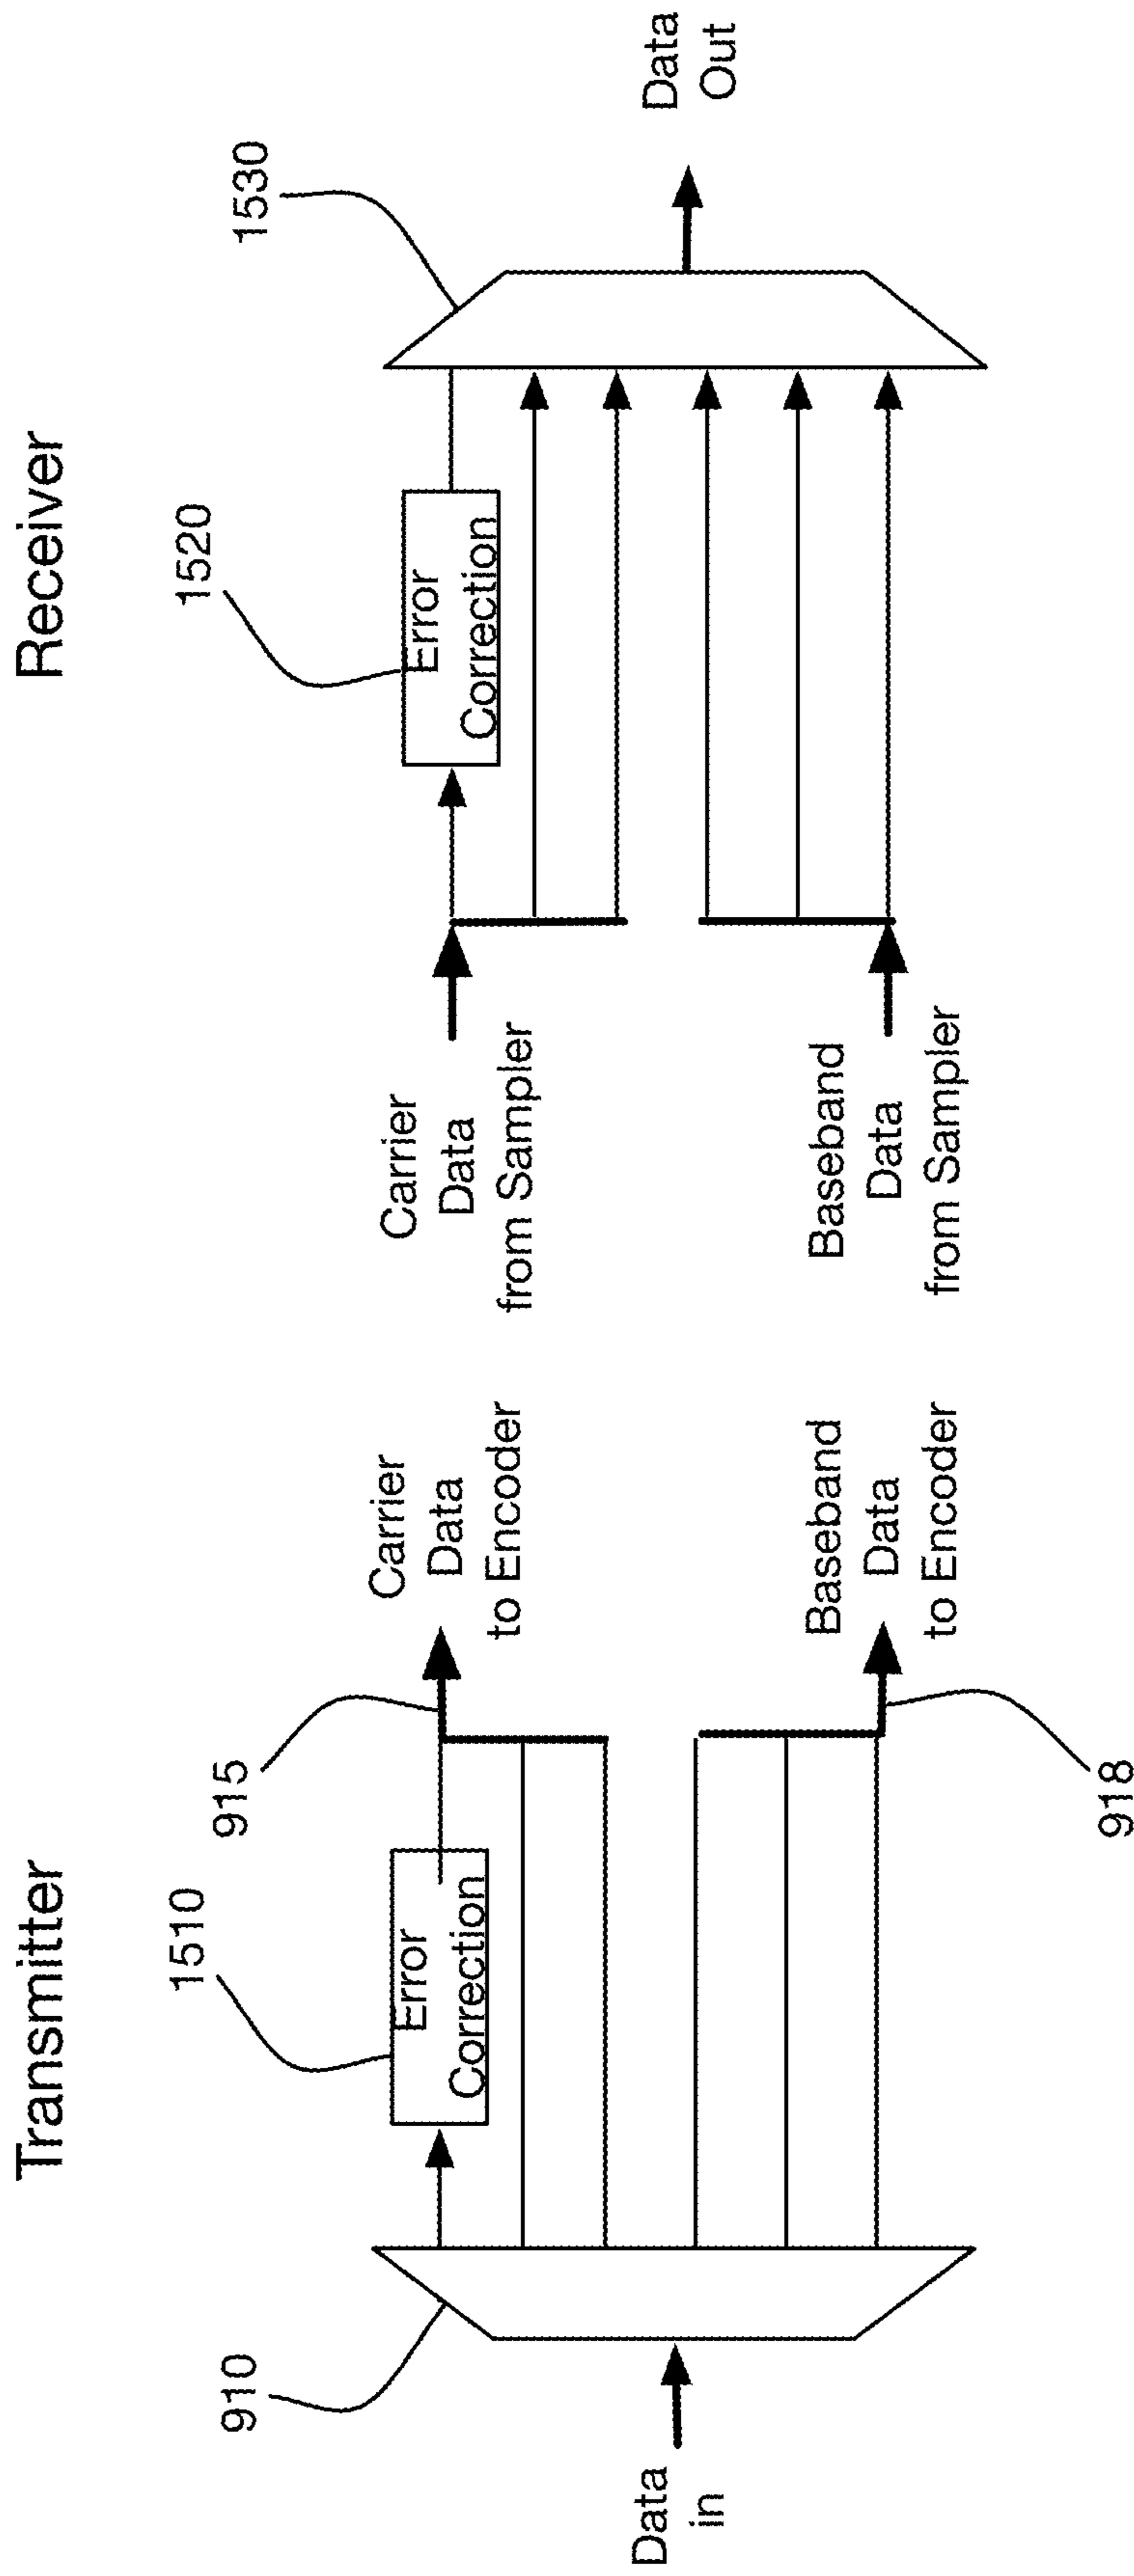 Transmitter
910
Data
in
1510
Error
Correction
915
Carrier
Data
to Encoder
Baseband
Data
to Encoder
918
Receiver
Carrier
Data
from Sampler
1520
Error
Correction
1530
Baseband
Data
from Sampler
Data
Out